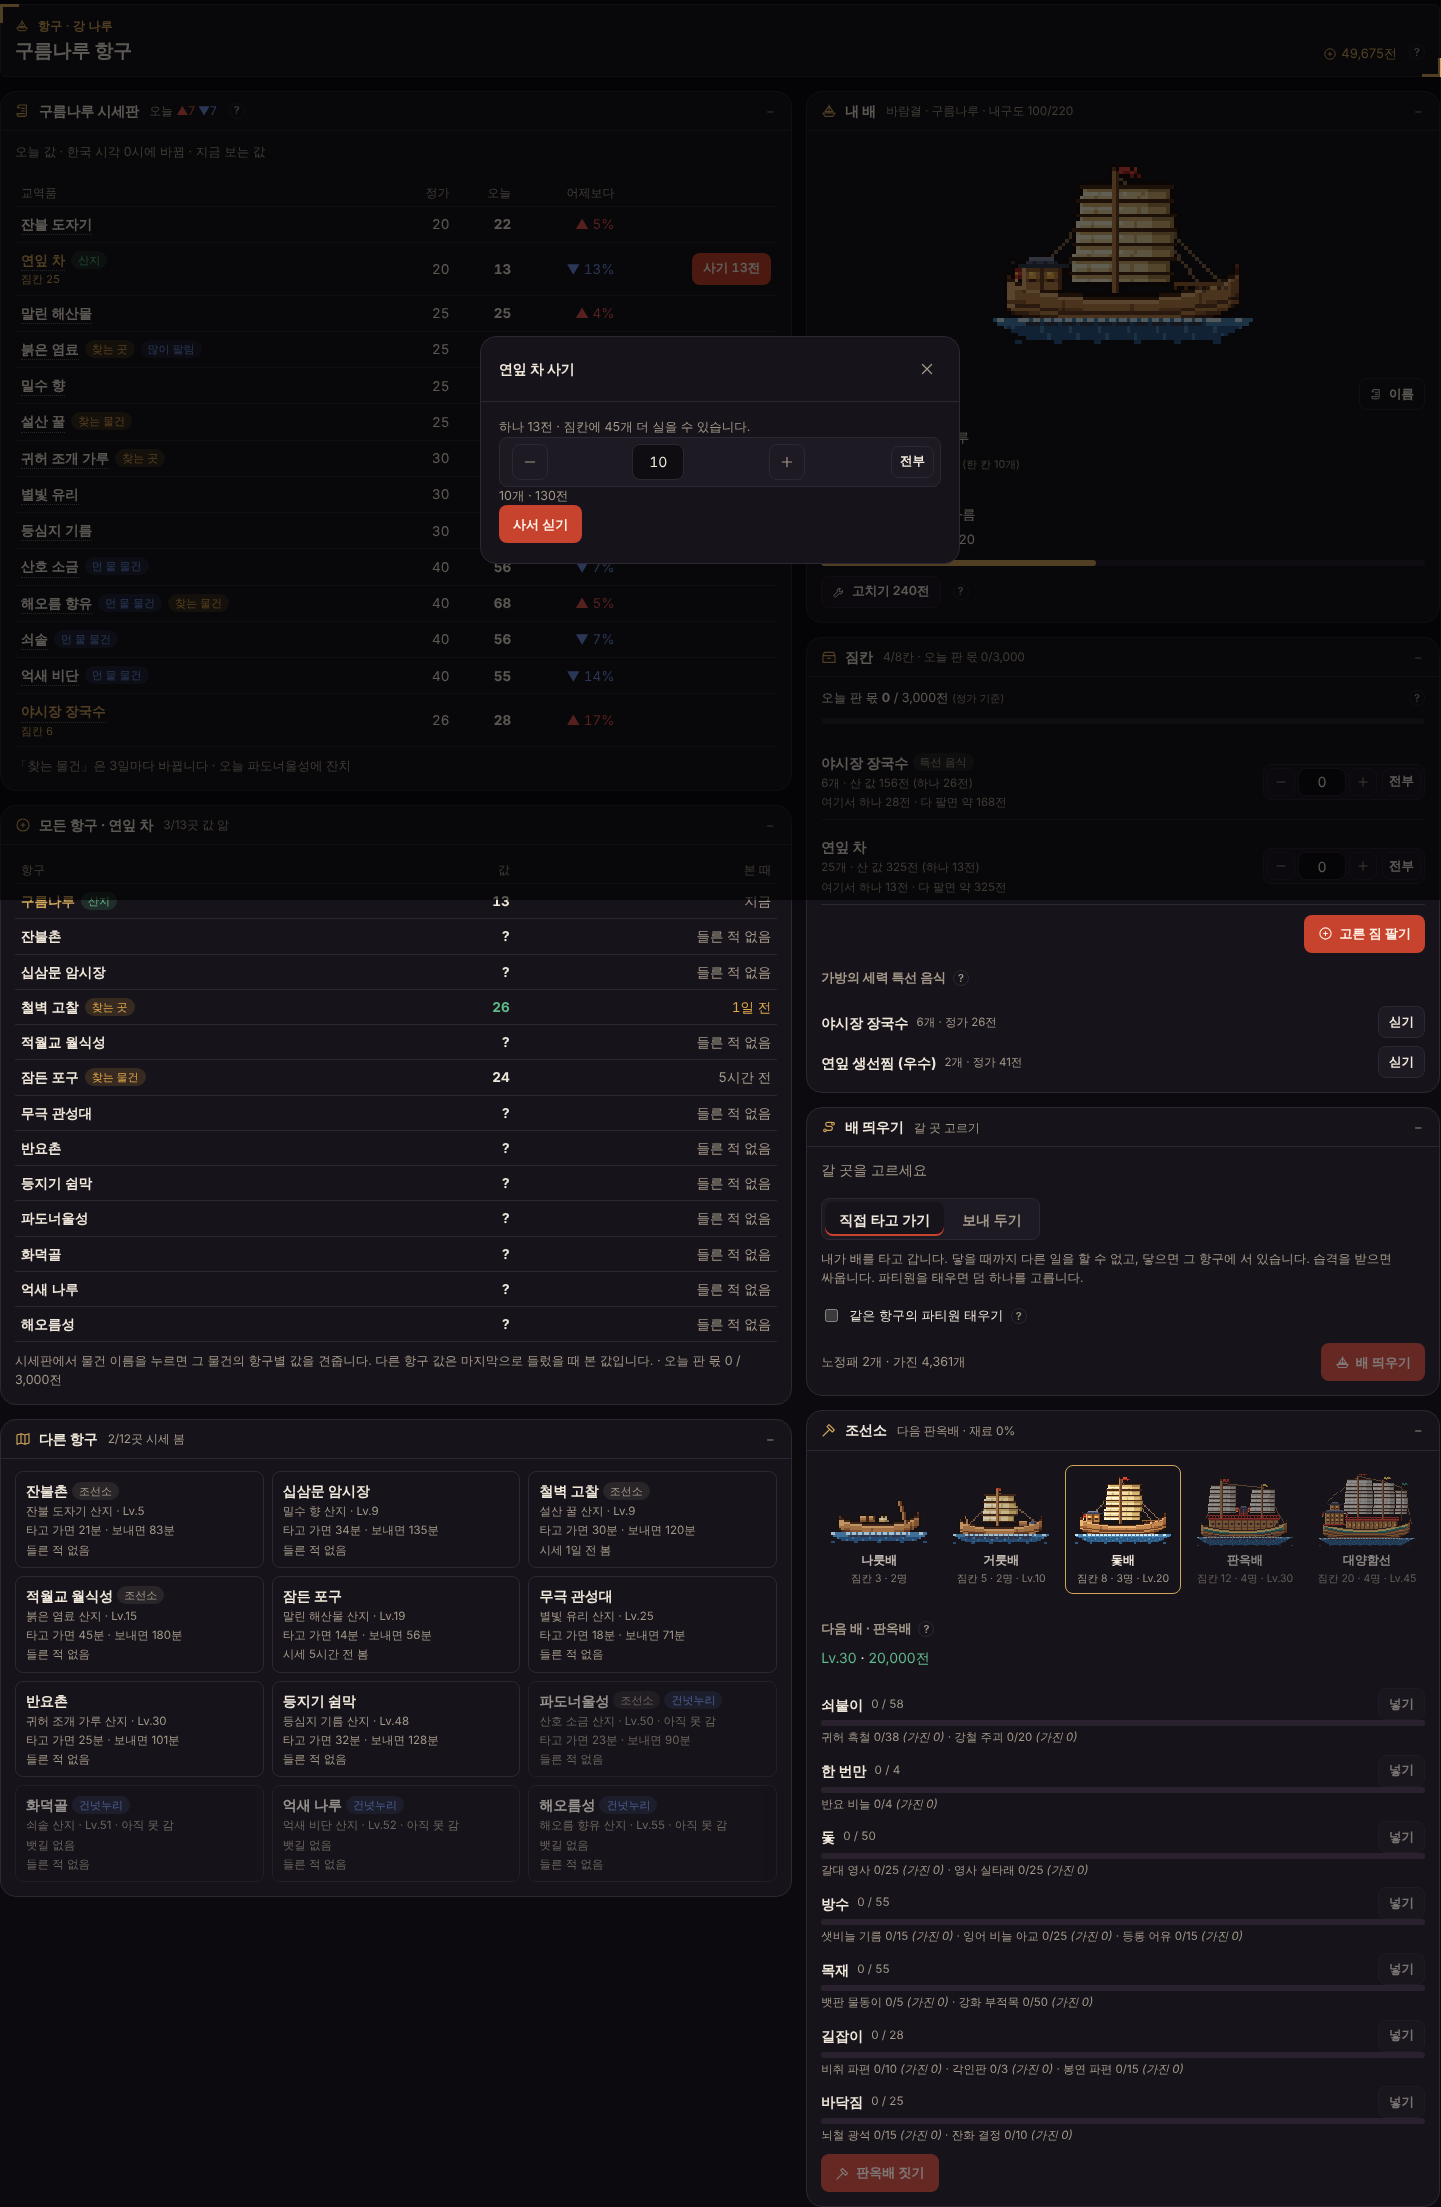 항구 · 강 나루
구름나루 항구
49,675전 ?
구름나루 시세판 오늘 ▲7 ▼7 ?
오늘 값 · 한국 시각 0시에 바뀜 · 지금 보는 값
교역품 정가 오늘 어제보다
잔불 도자기 20 22 ▲ 5%
연잎 차 산지 20 13 ▼ 13% 사기 13전
짐칸 25
말린 해산물 25 25 ▲ 4%
붉은 염료 찾는 곳 많이 팔림 25
밀수 향 25
설산 꿀 찾는 물건 25
귀허 조개 가루 찾는 곳 30
별빛 유리 30
등심지 기름 30
산호 소금 먼 뭍 물건 40 56 ▼ 7%
해오름 향유 먼 뭍 물건 찾는 물건 40 68 ▲ 5%
쇠솥 먼 뭍 물건 40 56 ▼ 7%
억새 비단 먼 뭍 물건 40 55 ▼ 14%
야시장 장국수 26 28 ▲ 17%
짐칸 6
「찾는 물건」은 3일마다 바뀝니다 · 오늘 파도너울성에 잔치
모든 항구 · 연잎 차 3/13곳 값 앎
항구 값 본 때
구름나루 산지 13 지금
잔불촌 ? 들른 적 없음
십삼문 암시장 ? 들른 적 없음
철벽 고찰 찾는 곳 26 1일 전
적월교 월식성 ? 들른 적 없음
잠든 포구 찾는 물건 24 5시간 전
무극 관성대 ? 들른 적 없음
반요촌 ? 들른 적 없음
등지기 쉼막 ? 들른 적 없음
파도너울성 ? 들른 적 없음
화덕골 ? 들른 적 없음
억새 나루 ? 들른 적 없음
해오름성 ? 들른 적 없음
시세판에서 물건 이름을 누르면 그 물건의 항구별 값을 견줍니다. 다른 항구 값은 마지막으로 들렀을 때 본 값입니다. · 오늘 판 몫 0 /
3,000전
다른 항구 2/12곳 시세 봄
잔불촌 조선소
잔불 도자기 산지 · Lv.5
타고 가면 21분 · 보내면 83분
들른 적 없음
십삼문 암시장
밀수 향 산지 · Lv.9
타고 가면 34분 · 보내면 135분
들른 적 없음
철벽 고찰 조선소
설산 꿀 산지 · Lv.9
타고 가면 30분 · 보내면 120분
시세 1일 전 봄
적월교 월식성 조선소
붉은 염료 산지 · Lv.15
타고 가면 45분 · 보내면 180분
들른 적 없음
잠든 포구
말린 해산물 산지 · Lv.19
타고 가면 14분 · 보내면 56분
시세 5시간 전 봄
무극 관성대
별빛 유리 산지 · Lv.25
타고 가면 18분 · 보내면 71분
들른 적 없음
반요촌
귀허 조개 가루 산지 · Lv.30
타고 가면 25분 · 보내면 101분
들른 적 없음
등지기 쉼막
등심지 기름 산지 · Lv.48
타고 가면 32분 · 보내면 128분
들른 적 없음
파도너울성 조선소 건넛누리
산호 소금 산지 · Lv.50 · 아직 못 감
타고 가면 23분 · 보내면 90분
들른 적 없음
화덕골 건넛누리
쇠솥 산지 · Lv.51 · 아직 못 감
뱃길 없음
들른 적 없음
억새 나루 건넛누리
억새 비단 산지 · Lv.52 · 아직 못 감
뱃길 없음
들른 적 없음
해오름성 건넛누리
해오름 향유 산지 · Lv.55 · 아직 못 감
뱃길 없음
들른 적 없음
연잎 차 사기
하나 13전 · 짐칸에 45개 더 실을 수 있습니다.
− 10 + 전부
10개 · 130전
사서 싣기
내 배 바람결 · 구름나루 · 내구도 100/220
이름
루
(한 칸 10개)
름
20
고치기 240전 ?
짐칸 4/8칸 · 오늘 판 몫 0/3,000
오늘 판 몫 0 / 3,000전 (정가 기준) ?
야시장 장국수 특선 음식
6개 · 산 값 156전 (하나 26전)
여기서 하나 28전 · 다 팔면 약 168전
− 0 + 전부
연잎 차
25개 · 산 값 325전 (하나 13전)
여기서 하나 13전 · 다 팔면 약 325전
− 0 + 전부
고른 짐 팔기
가방의 세력 특선 음식 ?
야시장 장국수 6개 · 정가 26전 싣기
연잎 생선찜 (우수) 2개 · 정가 41전 싣기
배 띄우기 갈 곳 고르기
갈 곳을 고르세요
직접 타고 가기 보내 두기
내가 배를 타고 갑니다. 닿을 때까지 다른 일을 할 수 없고, 닿으면 그 항구에 서 있습니다. 습격을 받으면
싸웁니다. 파티원을 태우면 덤 하나를 고릅니다.
같은 항구의 파티원 태우기 ?
노정패 2개 · 가진 4,361개 배 띄우기
조선소 다음 판옥배 · 재료 0%
나룻배
짐칸 3 · 2명
거룻배
짐칸 5 · 2명 · Lv.10
돛배
짐칸 8 · 3명 · Lv.20
판옥배
짐칸 12 · 4명 · Lv.30
대양함선
짐칸 20 · 4명 · Lv.45
다음 배 · 판옥배 ?
Lv.30 · 20,000전
쇠붙이 0 / 58 넣기
귀허 흑철 0/38 (가진 0) · 강철 주괴 0/20 (가진 0)
한 번만 0 / 4 넣기
반요 비늘 0/4 (가진 0)
돛 0 / 50 넣기
갈대 영사 0/25 (가진 0) · 영사 실타래 0/25 (가진 0)
방수 0 / 55 넣기
샛비늘 기름 0/15 (가진 0) · 잉어 비늘 아교 0/25 (가진 0) · 등롱 어유 0/15 (가진 0)
목재 0 / 55 넣기
뱃판 물동이 0/5 (가진 0) · 강화 부적목 0/50 (가진 0)
길잡이 0 / 28 넣기
비취 파편 0/10 (가진 0) · 각인판 0/3 (가진 0) · 봉연 파편 0/15 (가진 0)
바닷짐 0 / 25 넣기
뇌철 광석 0/15 (가진 0) · 잔화 결정 0/10 (가진 0)
판옥배 짓기